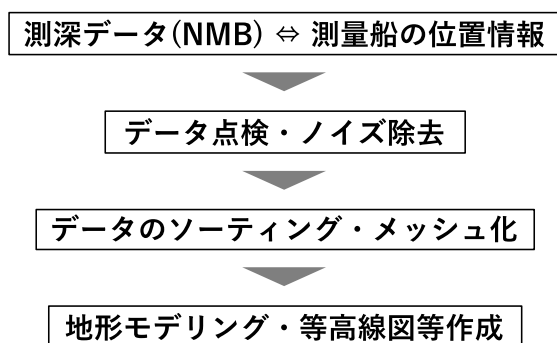 測深データ(NMB) ⇔ 測量船の位置情報
データ点検・ノイズ除去
データのソーティング・メッシュ化
地形モデリング・等高線図等作成